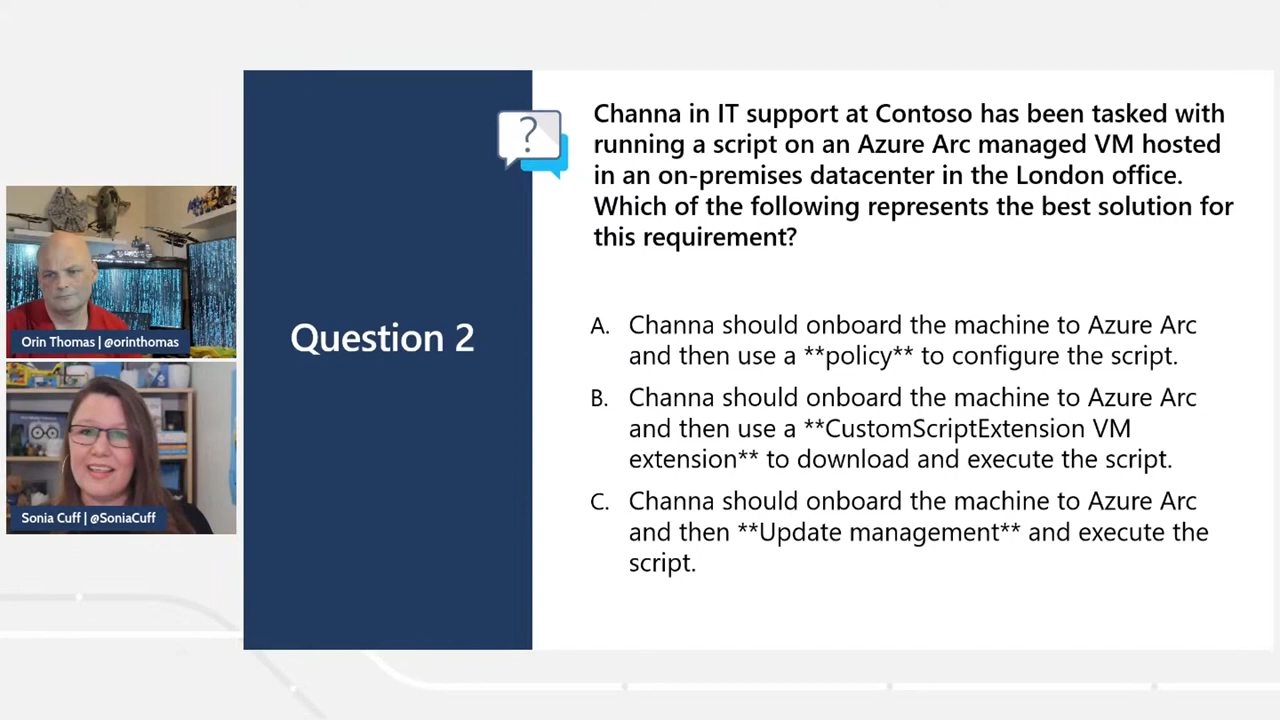 Question 2
?
Channa in IT support at Contoso has been tasked with
running a script on an Azure Arc managed VM hosted
in an on-premises datacenter in the London office.
Which of the following represents the best solution for
this requirement?
A. Channa should onboard the machine to Azure Arc
and then use a **policy** to configure the script.
B. Channa should onboard the machine to Azure Arc
and then use a **CustomScriptExtension VM
extension** to download and execute the script.
C. Channa should onboard the machine to Azure Arc
and then **Update management** and execute the
script.
Orin Thomas | @orinthomas
Sonia Cuff | @SoniaCuff